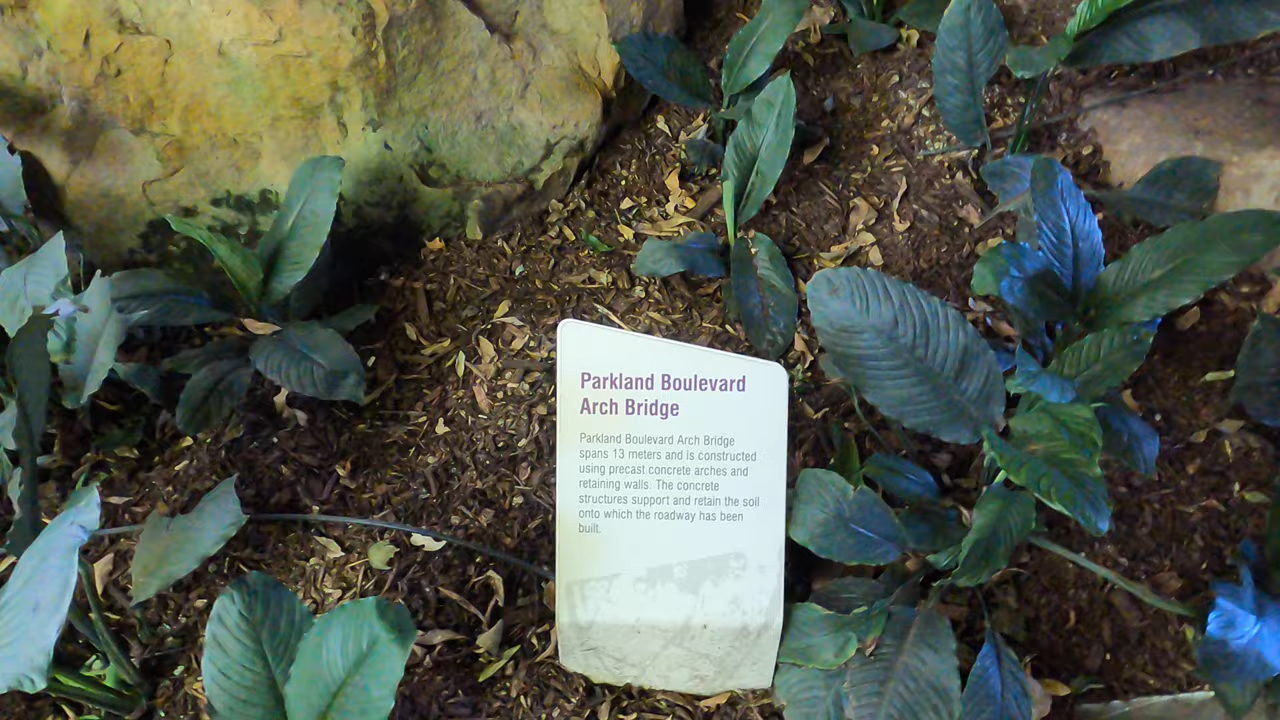 Parkland Boulevard
Arch Bridge
Parkland Boulevard Arch Bridge
spans 13 meters and is constructed
using precast concrete arches and
retaining walls. The concrete
structures support and retain the soil
onto which the roadway has been
built.